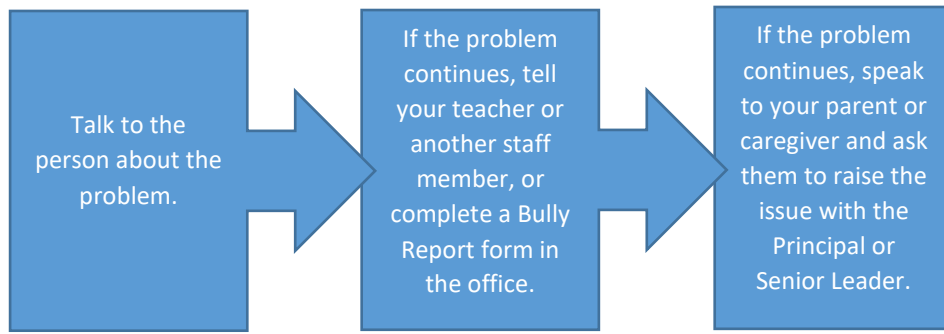 Talk to the
person about the
problem.
If the problem
continues, tell
your teacher or
another staff
member, or
complete a Bully
Report form in
the office.
If the problem
continues, speak
to your parent or
caregiver and ask
them to raise the
issue with the
Principal or
Senior Leader.